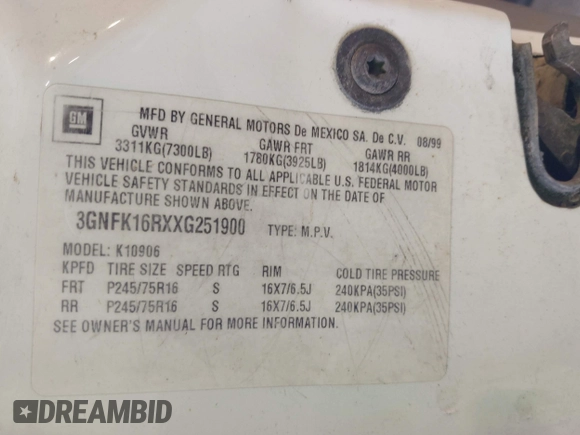 GM
MFD BY GENERAL MOTORS De MEXICO SA. De C.V. 08/99
GVWR GAWR FRT GAWR RR
3311KG(7300LB) 1780KG(3925LB) 1814KG(4000LB)
THIS VEHICLE CONFORMS TO ALL APPLICABLE U.S. FEDERAL MOTOR
VEHICLE SAFETY STANDARDS IN EFFECT ON THE DATE OF
MANUFACTURE SHOWN ABOVE.
3GNFK16RXXG251900 TYPE: M.P.V.
MODEL: K10906
KPFD TIRE SIZE SPEED RTG RIM COLD TIRE PRESSURE
FRT P245/75R16 S 16X7/6.5J 240KPA(35PSI)
RR P245/75R16 S 16X7/6.5J 240KPA(35PSI)
SEE OWNER'S MANUAL FOR MORE INFORMATION.
DREAMBID